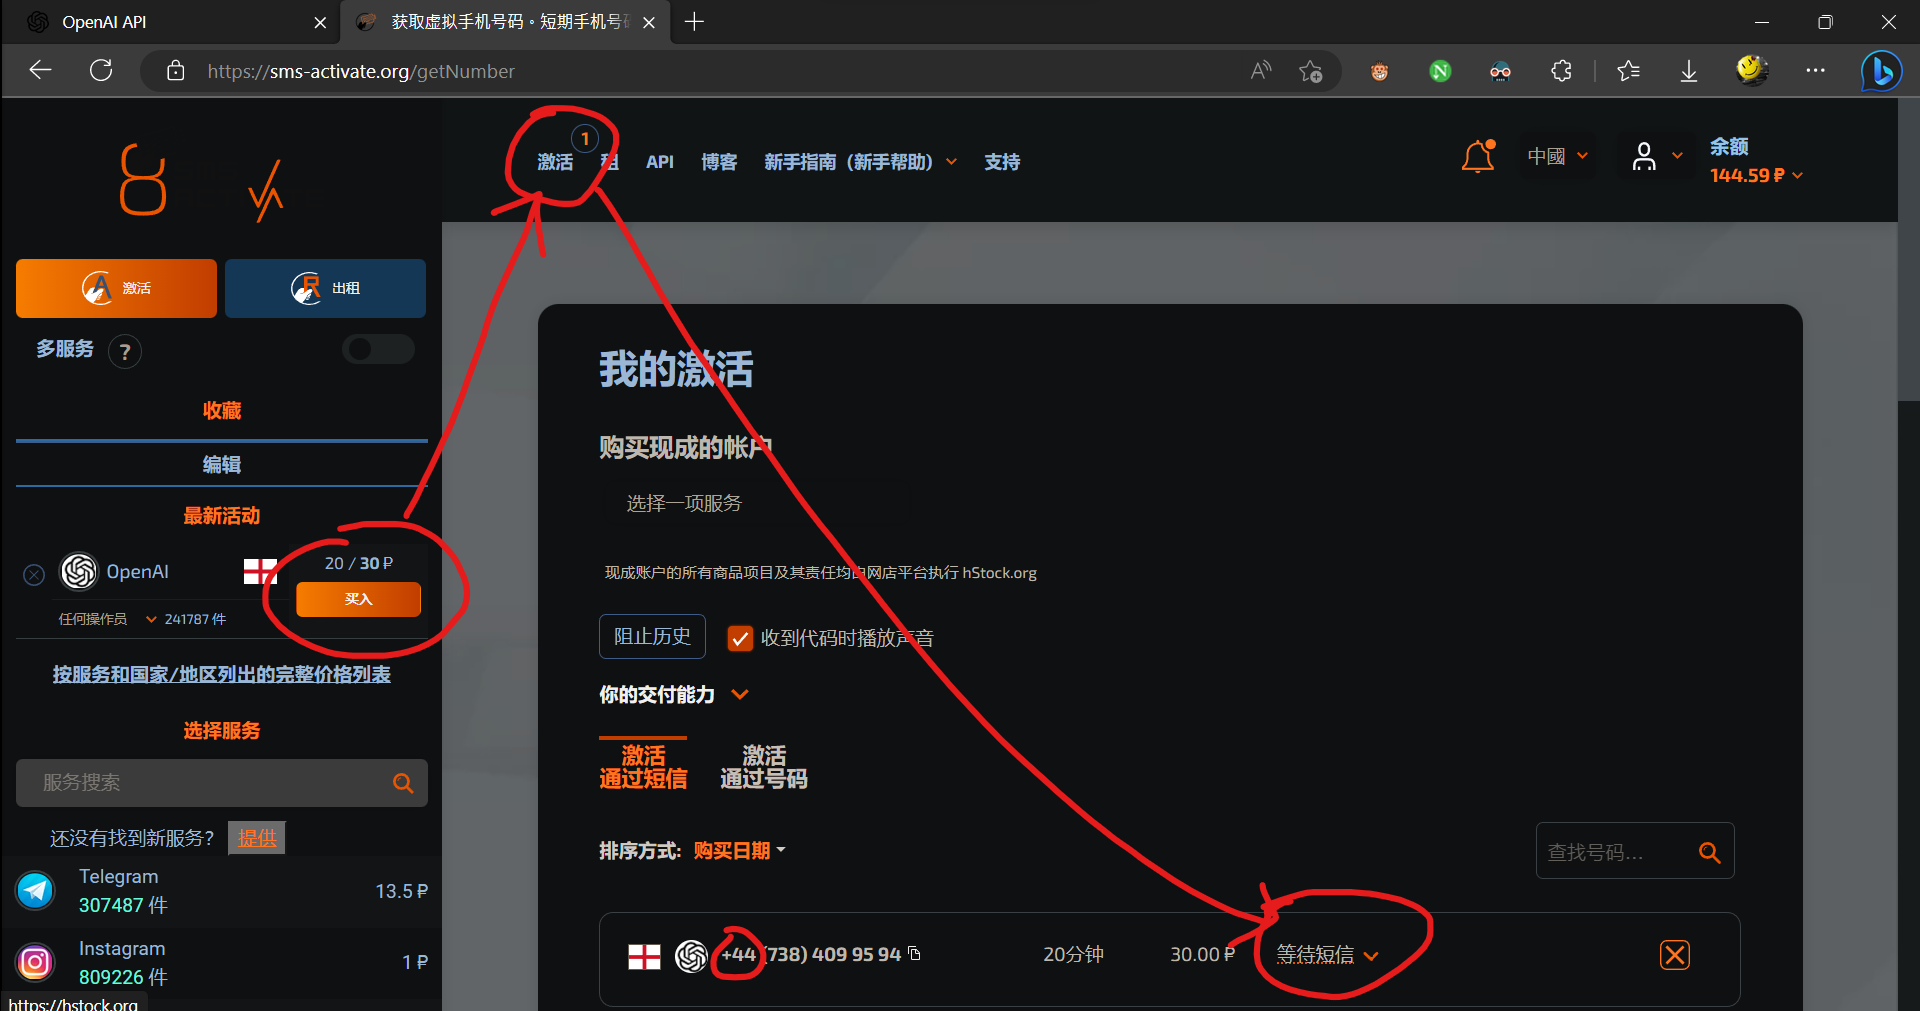 OpenAI API
获取虚拟手机号码。短期手机号
https://sms-activate.org/getNumber
激活
1
租
API
博客
新手指南（新手帮助）
支持
中國
余额
144.59 ₽
激活
出租
多服务
?
收藏
编辑
最新活动
OpenAI
20 / 30 ₽
买入
任何操作员
241787 件
按服务和国家/地区列出的完整价格列表
选择服务
服务搜索
还没有找到新服务？
提供
Telegram
307487 件
13.5 ₽
Instagram
809226 件
1 ₽
https://hstock.org
我的激活
购买现成的帐户
选择一项服务
现成账户的所有商品项目及其责任均由网店平台执行 hStock.org
阻止历史
收到代码时播放声音
你的交付能力
激活
通过短信
激活
通过号码
排序方式:
购买日期
查找号码...
+44 (738) 409 95 94
20分钟
30.00 ₽
等待短信